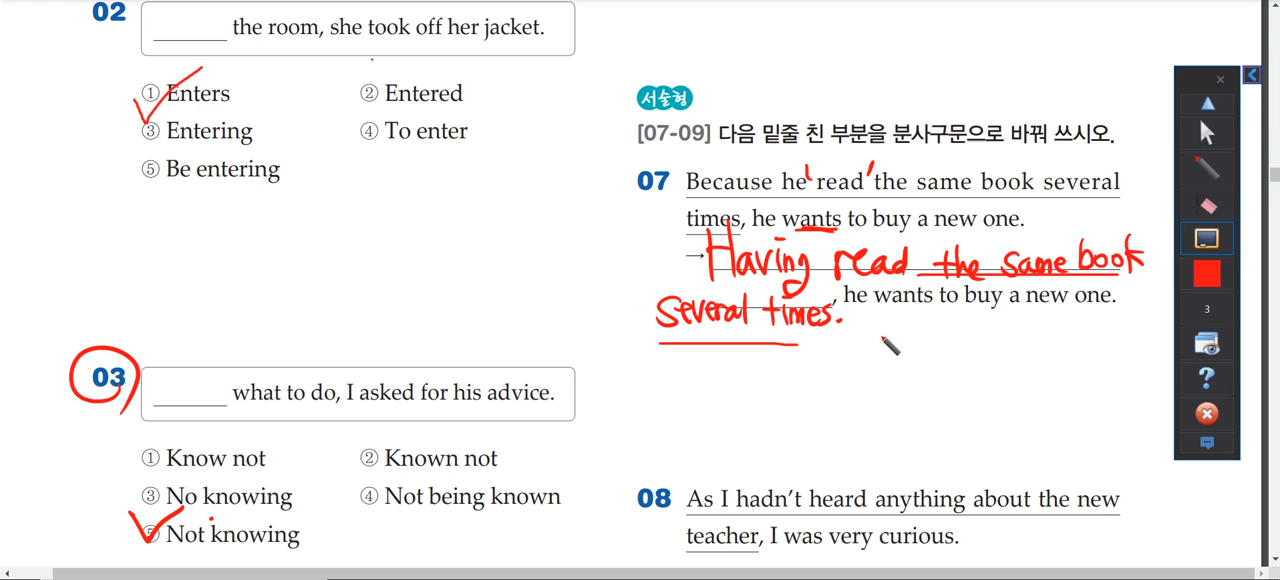 02
______ the room, she took off her jacket.
① Enters ② Entered
③ Entering ④ To enter
⑤ Be entering
03
______ what to do, I asked for his advice.
① Know not ② Known not
③ No knowing ④ Not being known
⑤ Not knowing
서술형
[07-09] 다음 밑줄 친 부분을 분사구문으로 바꿔 쓰시오.
07 Because he read the same book several
times, he wants to buy a new one.
→ Having read the same book
several times. , he wants to buy a new one.
08 As I hadn't heard anything about the new
teacher, I was very curious.
3